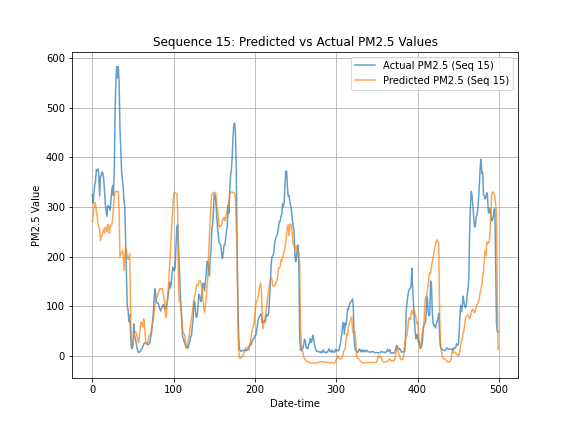 Sequence 15: Predicted vs Actual PM2.5 Values
Actual PM2.5 (Seq 15)
Predicted PM2.5 (Seq 15)
PM2.5 Value
600
500
400
300
200
100
0
0 100 200 300 400 500
Date-time